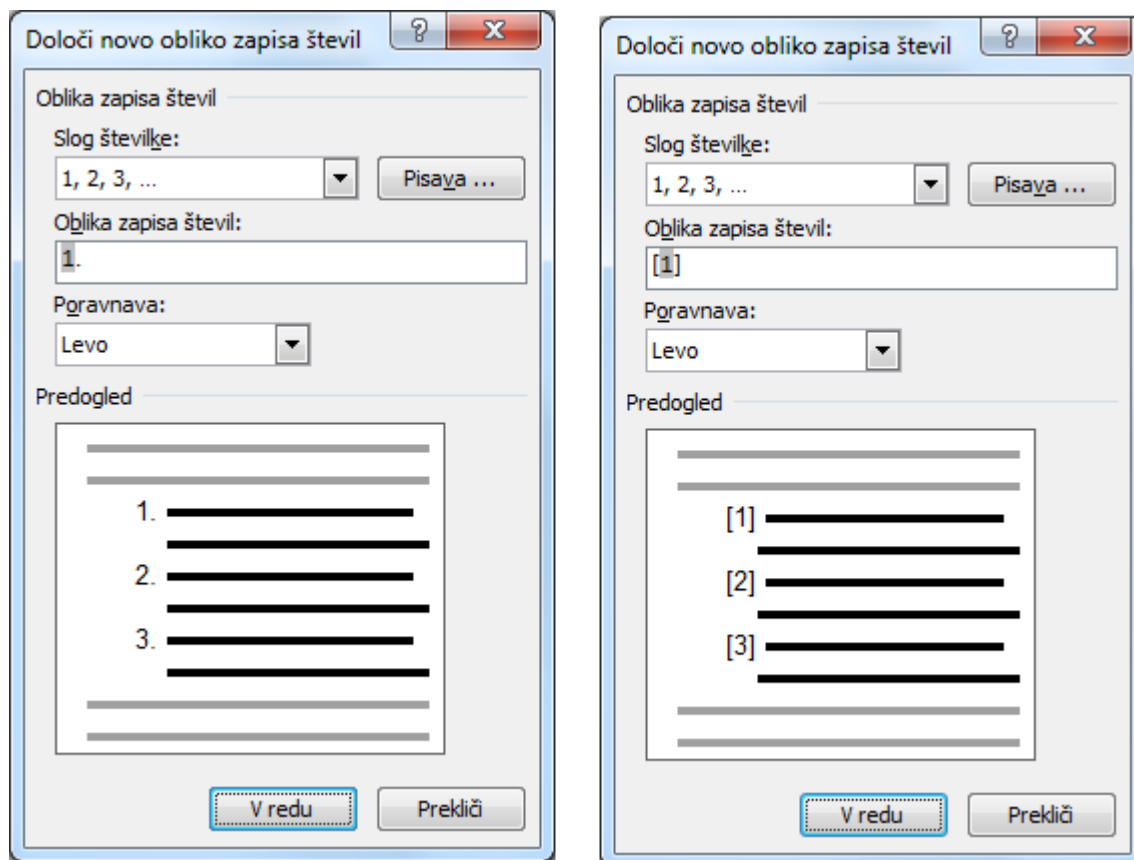 Določi novo obliko zapisa števil
Oblika zapisa števil
Slog številke:
1, 2, 3, ...
Pisava ...
Oblika zapisa števil:
1.
Poravnava:
Levo
Predogled
1.
2.
3.
V redu
Prekliči
Določi novo obliko zapisa števil
Oblika zapisa števil
Slog številke:
1, 2, 3, ...
Pisava ...
Oblika zapisa števil:
[1]
Poravnava:
Levo
Predogled
[1]
[2]
[3]
V redu
Prekliči